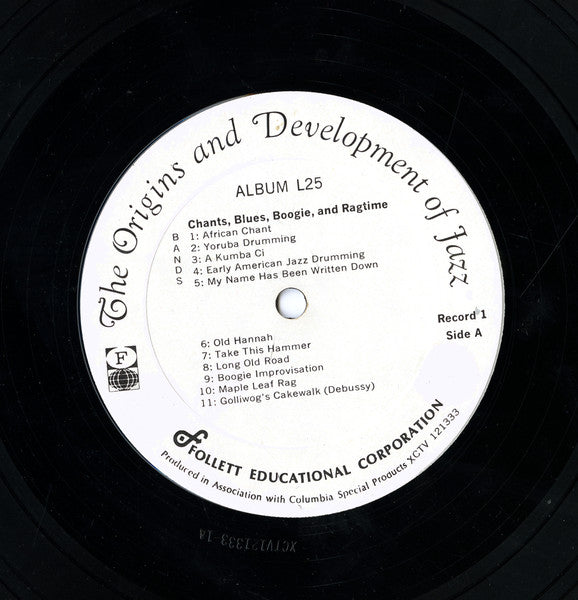 The Origins and Development of Jazz
ALBUM L25
Chants, Blues, Boogie, and Ragtime
B 1: African Chant
A 2: Yoruba Drumming
N 3: A Kumba Ci
D 4: Early American Jazz Drumming
S 5: My Name Has Been Written Down
Record 1
Side A
6: Old Hannah
7: Take This Hammer
8: Long Old Road
9: Boogie Improvisation
10: Maple Leaf Rag
11: Golliwog's Cakewalk (Debussy)
F
FOLLETT EDUCATIONAL CORPORATION
Produced in Association with Columbia Special Products XCTV 121333
XCTV121333-1A